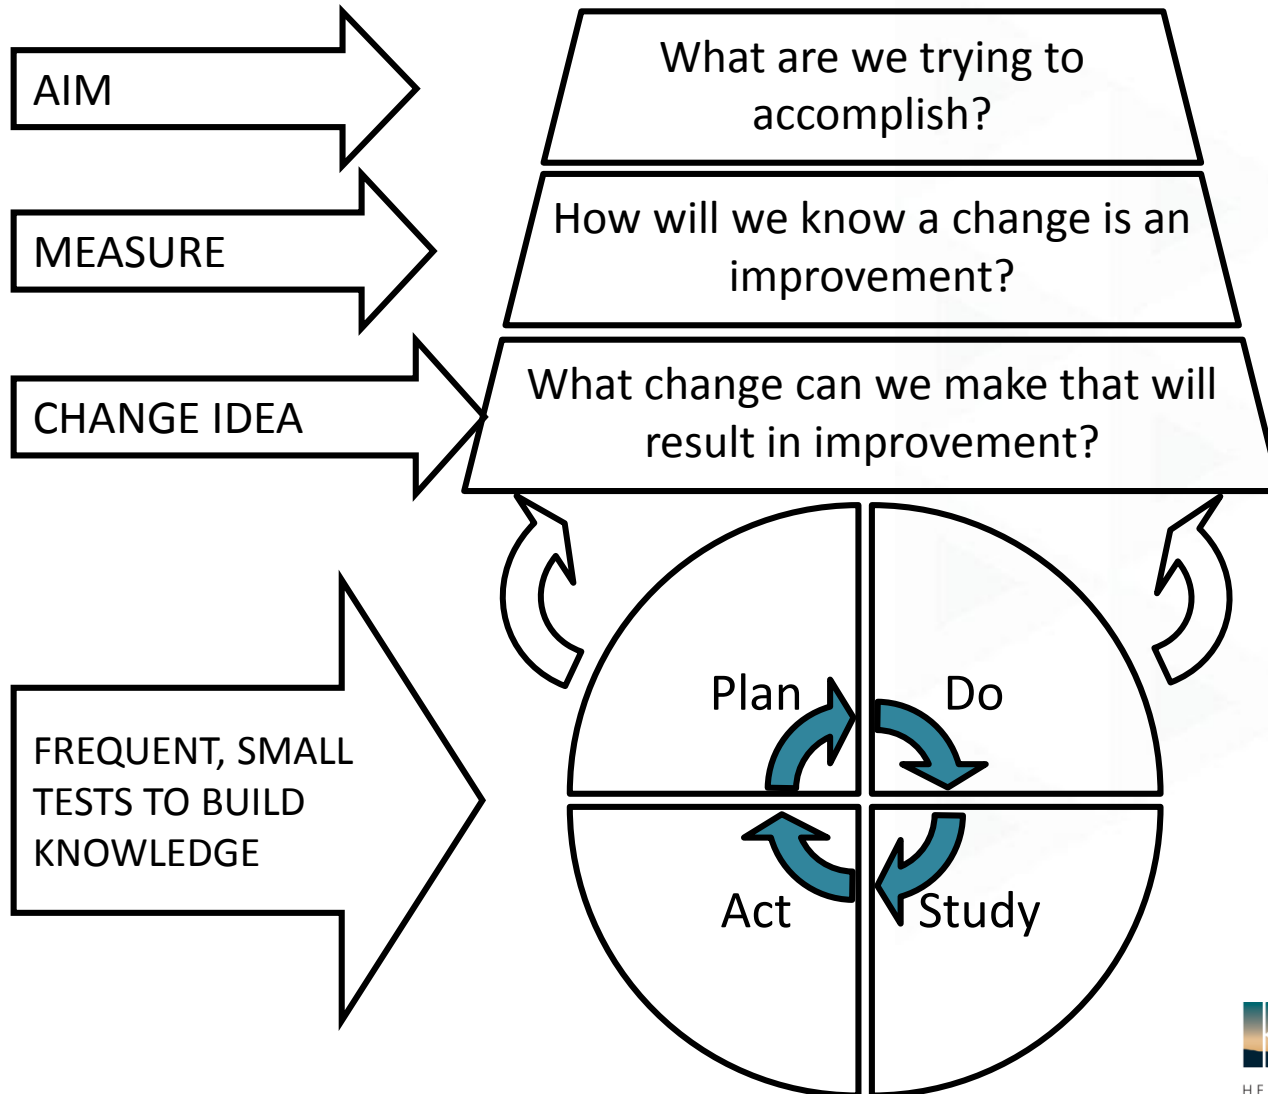 AIM
What are we trying to
accomplish?
MEASURE
How will we know a change is an
improvement?
CHANGE IDEA
What change can we make that will
result in improvement?
Plan
Do
FREQUENT, SMALL
TESTS TO BUILD
KNOWLEDGE
Act
Study